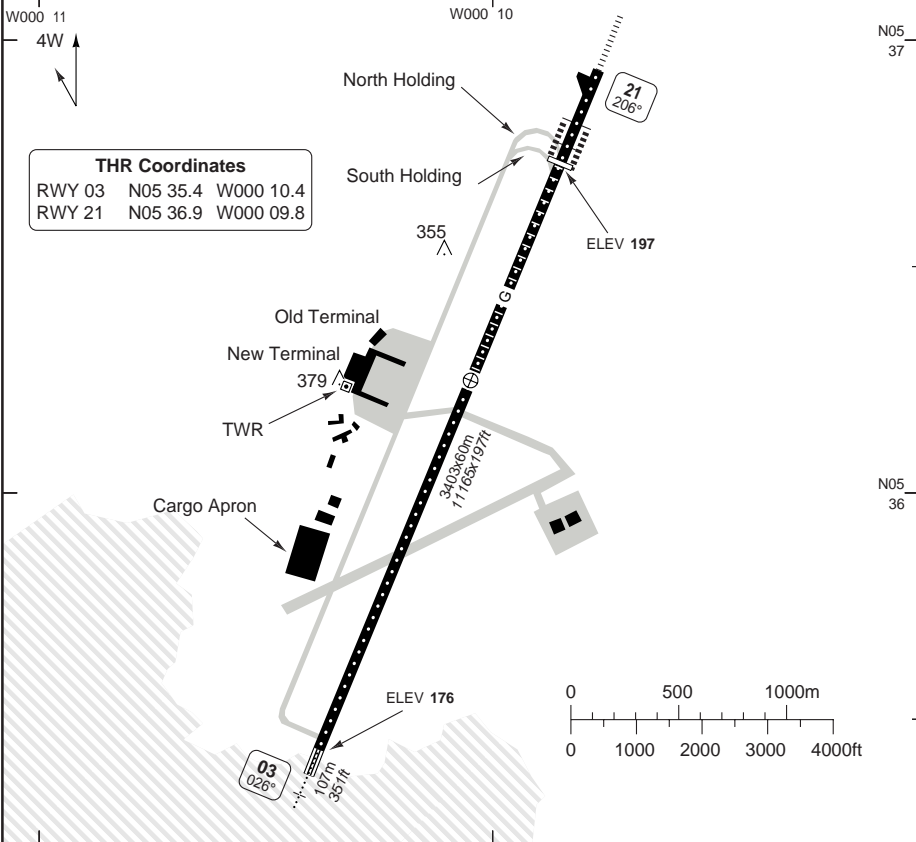 W000 11
W000 10
N05
37
4W
North Holding
21
206°
THR Coordinates
RWY 03 N05 35.4 W000 10.4
RWY 21 N05 36.9 W000 09.8
South Holding
355
ELEV 197
G
Old Terminal
New Terminal
379
TWR
3403x60m
11165x197ft
N05
36
Cargo Apron
ELEV 176
0 500 1000m
0 1000 2000 3000 4000ft
03
026°
107m
351ft